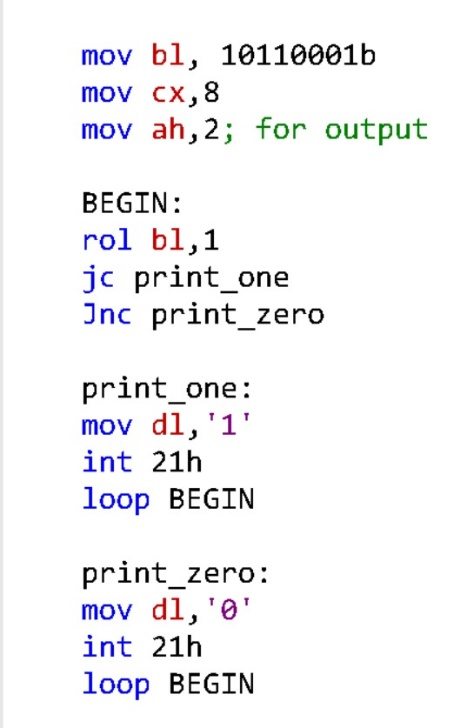 mov bl, 10110001b
mov cx,8
mov ah,2; for output
BEGIN:
rol bl,1
jc print_one
Jnc print_zero
print_one:
mov dl,'1'
int 21h
loop BEGIN
print_zero:
mov dl,'0'
int 21h
loop BEGIN